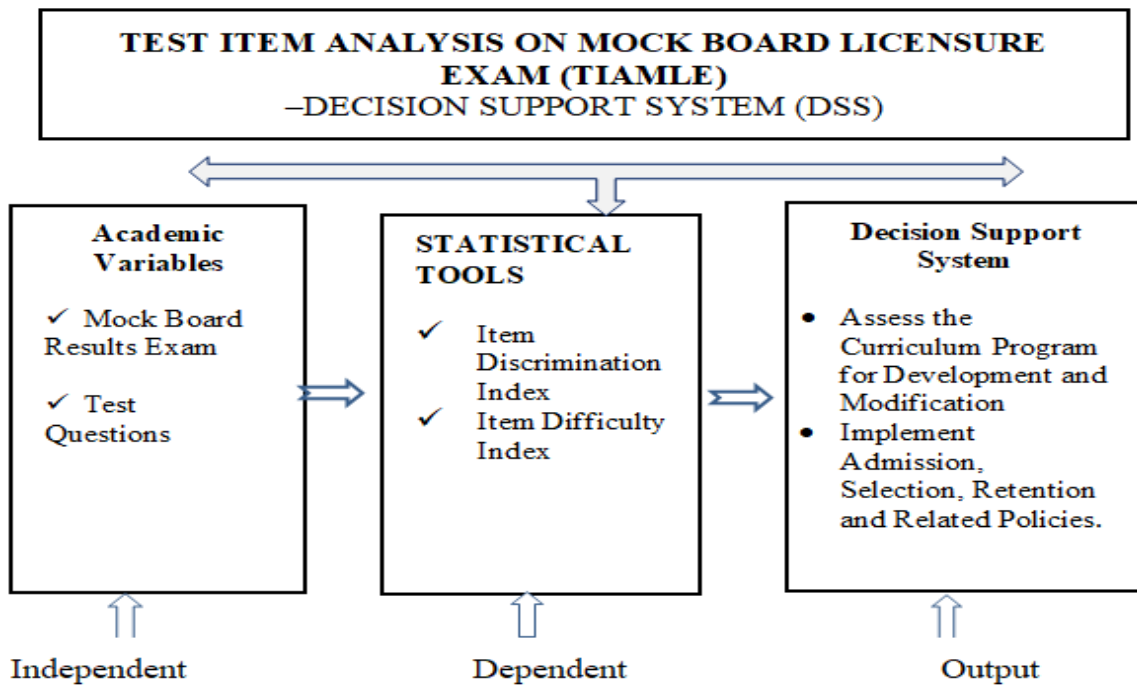 TEST ITEM ANALYSIS ON MOCK BOARD LICENSURE
EXAM (TIAMLE)
–DECISION SUPPORT SYSTEM (DSS)
Academic
Variables
✓ Mock Board
Results Exam
✓ Test
Questions
STATISTICAL
TOOLS
✓ Item
Discrimination
Index
✓ Item Difficulty
Index
Decision Support
System
• Assess the
Curriculum Program
for Development and
Modification
• Implement
Admission,
Selection, Retention
and Related Policies.
Independent
Dependent
Output